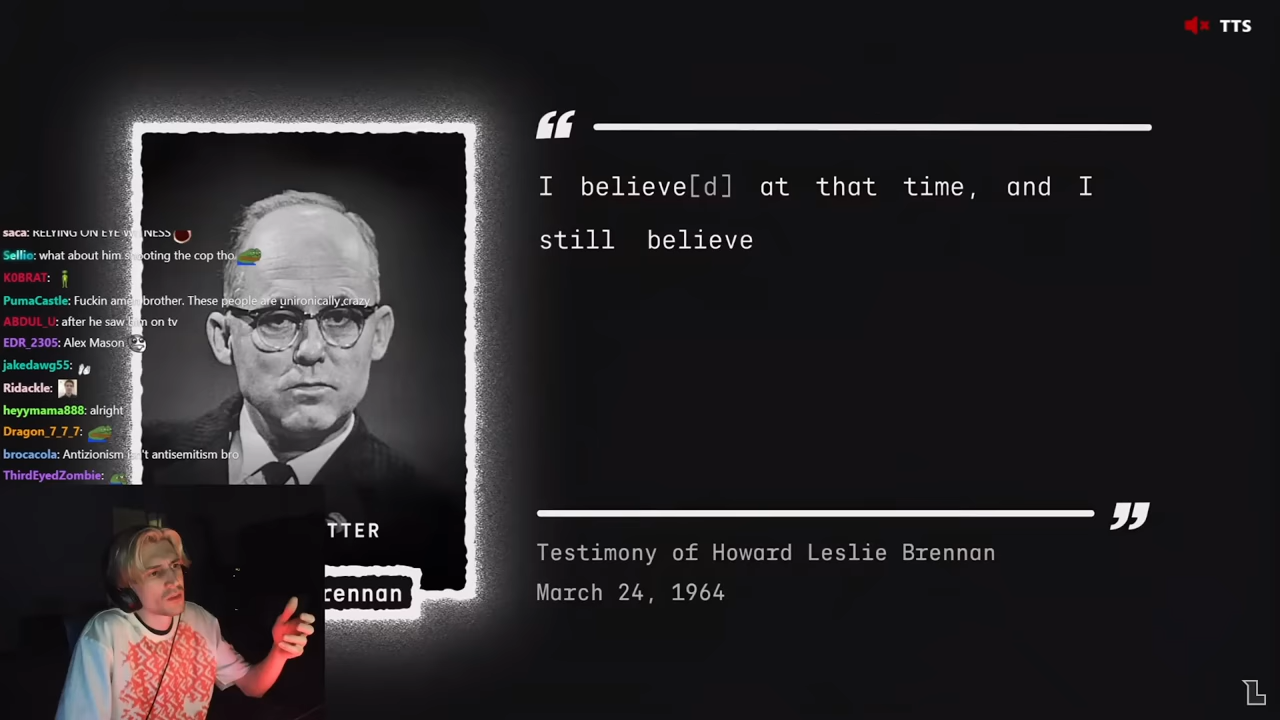 TTS
“
I believe[d] at that time, and I
still believe
”
Testimony of Howard Leslie Brennan
March 24, 1964
TTER
rennan
saca: RELYING ON EYE WITNESS
Sellio: what about him shooting the cop tho
K0BRAT:
PumaCastle: Fuckin amen brother. These people are unironically crazy
ABDUL_U: after he saw him on tv
EDR_2305: Alex Mason
jakedawg55:
Ridackle:
heyymama888: alright
Dragon_7_7_7:
brocacola: Antizionism isn't antisemitism bro
ThirdEyedZombie:
L